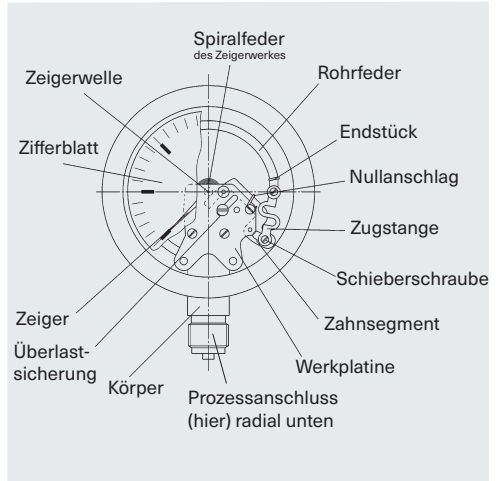 Spiralfeder
des Zeigerwerkes
Zeigerwelle
Rohrfeder
Zifferblatt
Endstück
Nullanschlag
Zugstange
Schieberschraube
Zeiger
Zahnsegment
Überlast-
sicherung
Werkplatine
Körper
Prozessanschluss
(hier) radial unten